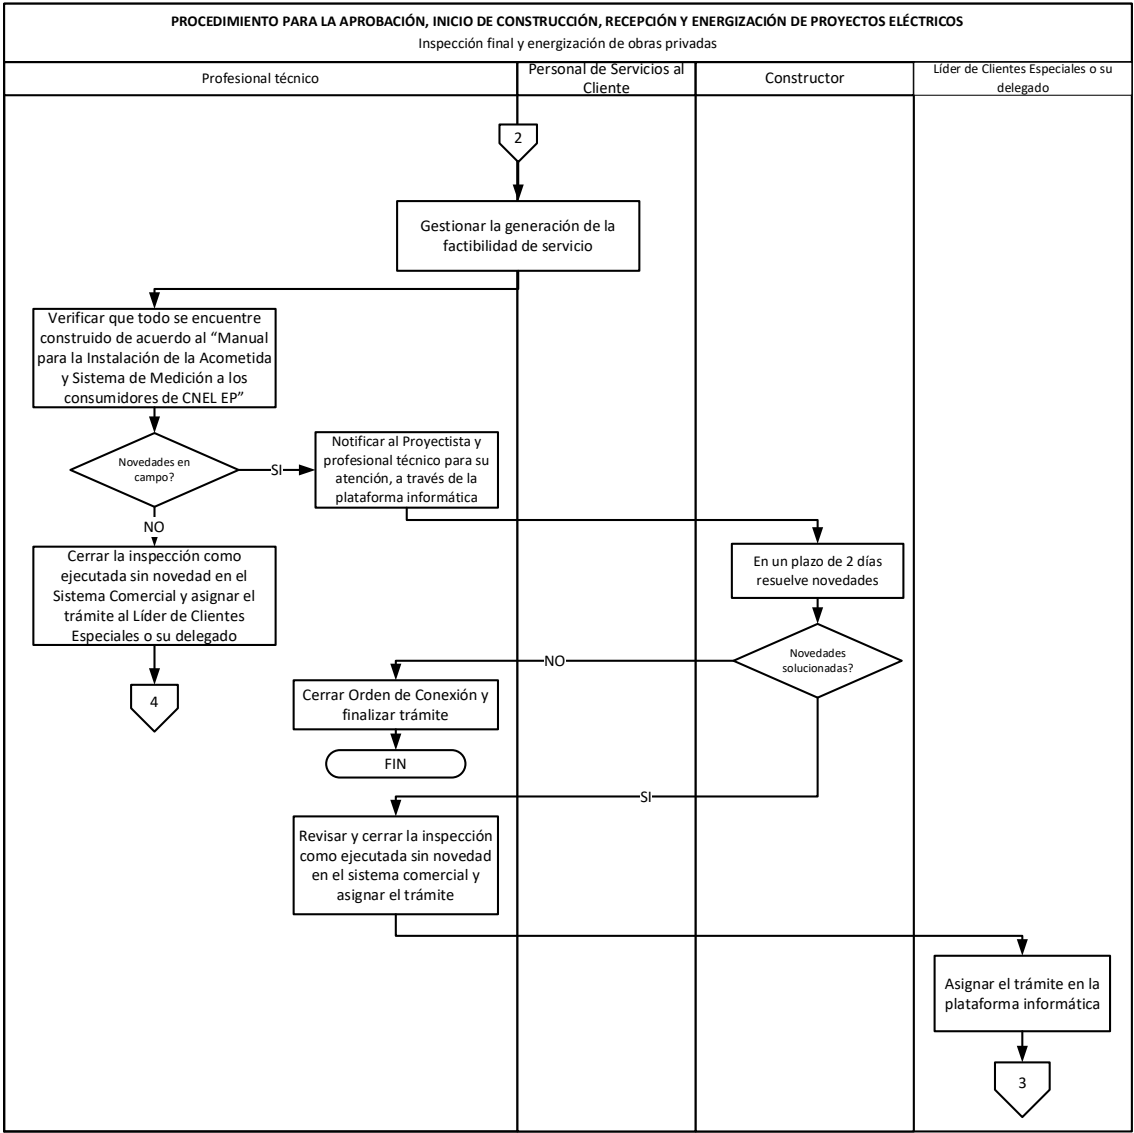 PROCEDIMIENTO PARA LA APROBACIÓN, INICIO DE CONSTRUCCIÓN, RECEPCIÓN Y ENERGIZACIÓN DE PROYECTOS ELÉCTRICOS
Inspección final y energización de obras privadas
Profesional técnico
Personal de Servicios al
Cliente
Constructor
Líder de Clientes Especiales o su
delegado
2
Gestionar la generación de la
factibilidad de servicio
Verificar que todo se encuentre
construido de acuerdo al “Manual
para la Instalación de la Acometida
y Sistema de Medición a los
consumidores de CNEL EP”
Novedades en
campo?
SI
Notificar al Proyectista y
profesional técnico para su
atención, a través de la
plataforma informática
NO
Cerrar la inspección como
ejecutada sin novedad en el
Sistema Comercial y asignar el
trámite al Líder de Clientes
Especiales o su delegado
4
En un plazo de 2 días
resuelve novedades
Novedades
solucionadas?
NO
Cerrar Orden de Conexión y
finalizar trámite
FIN
SI
Revisar y cerrar la inspección
como ejecutada sin novedad
en el sistema comercial y
asignar el trámite
Asignar el trámite en la
plataforma informática
3